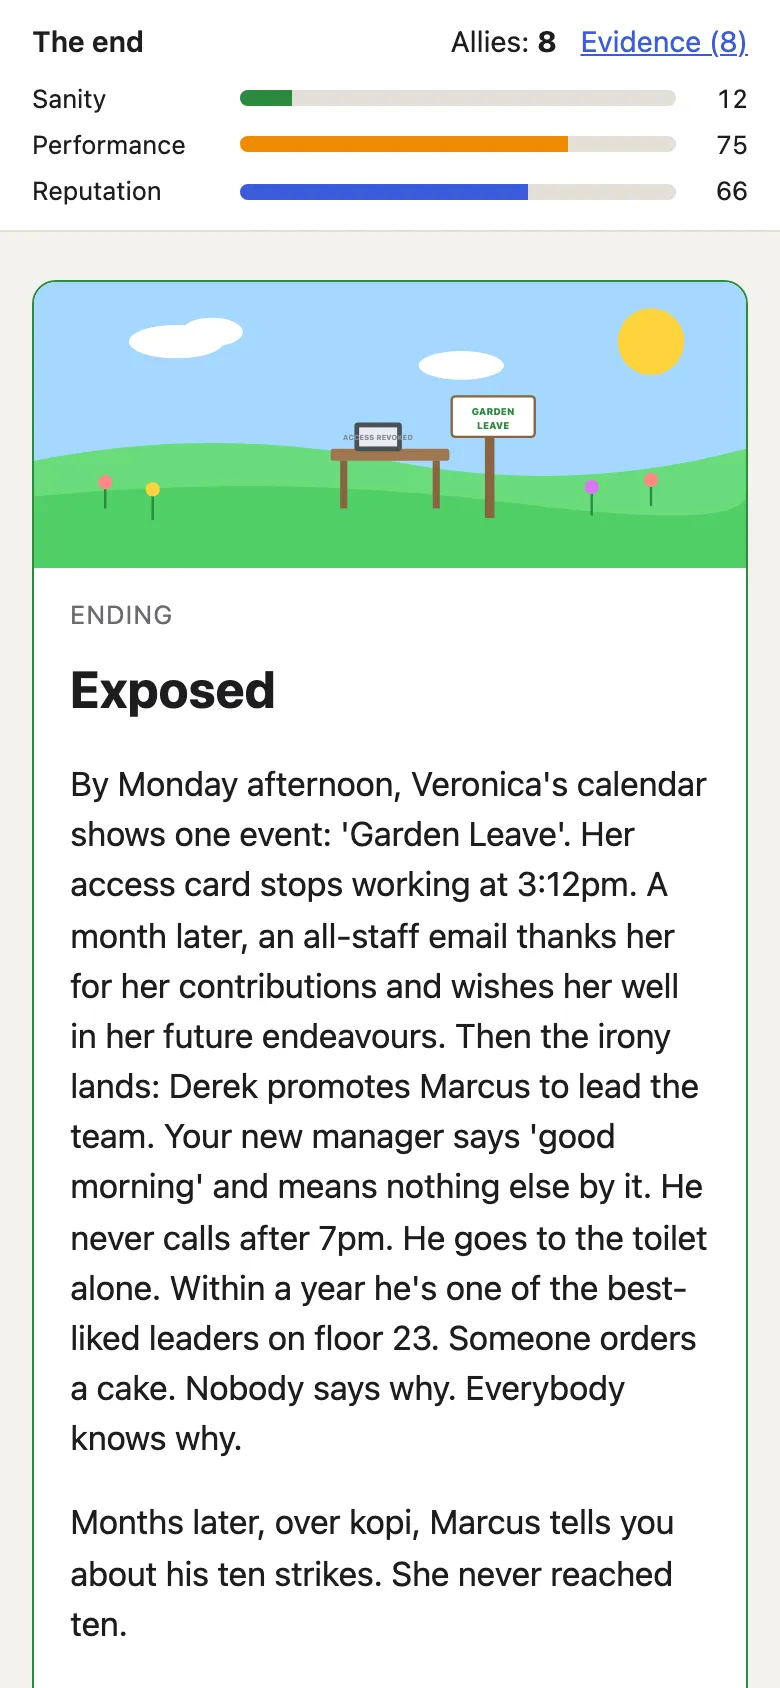 The end
Allies: 8 Evidence (8)
Sanity 12
Performance 75
Reputation 66
GARDEN
LEAVE
ACCESS REVOKED
ENDING
Exposed
By Monday afternoon, Veronica's calendar
shows one event: 'Garden Leave'. Her
access card stops working at 3:12pm. A
month later, an all-staff email thanks her
for her contributions and wishes her well
in her future endeavours. Then the irony
lands: Derek promotes Marcus to lead the
team. Your new manager says 'good
morning' and means nothing else by it. He
never calls after 7pm. He goes to the toilet
alone. Within a year he's one of the best-
liked leaders on floor 23. Someone orders
a cake. Nobody says why. Everybody
knows why.
Months later, over kopi, Marcus tells you
about his ten strikes. She never reached
ten.